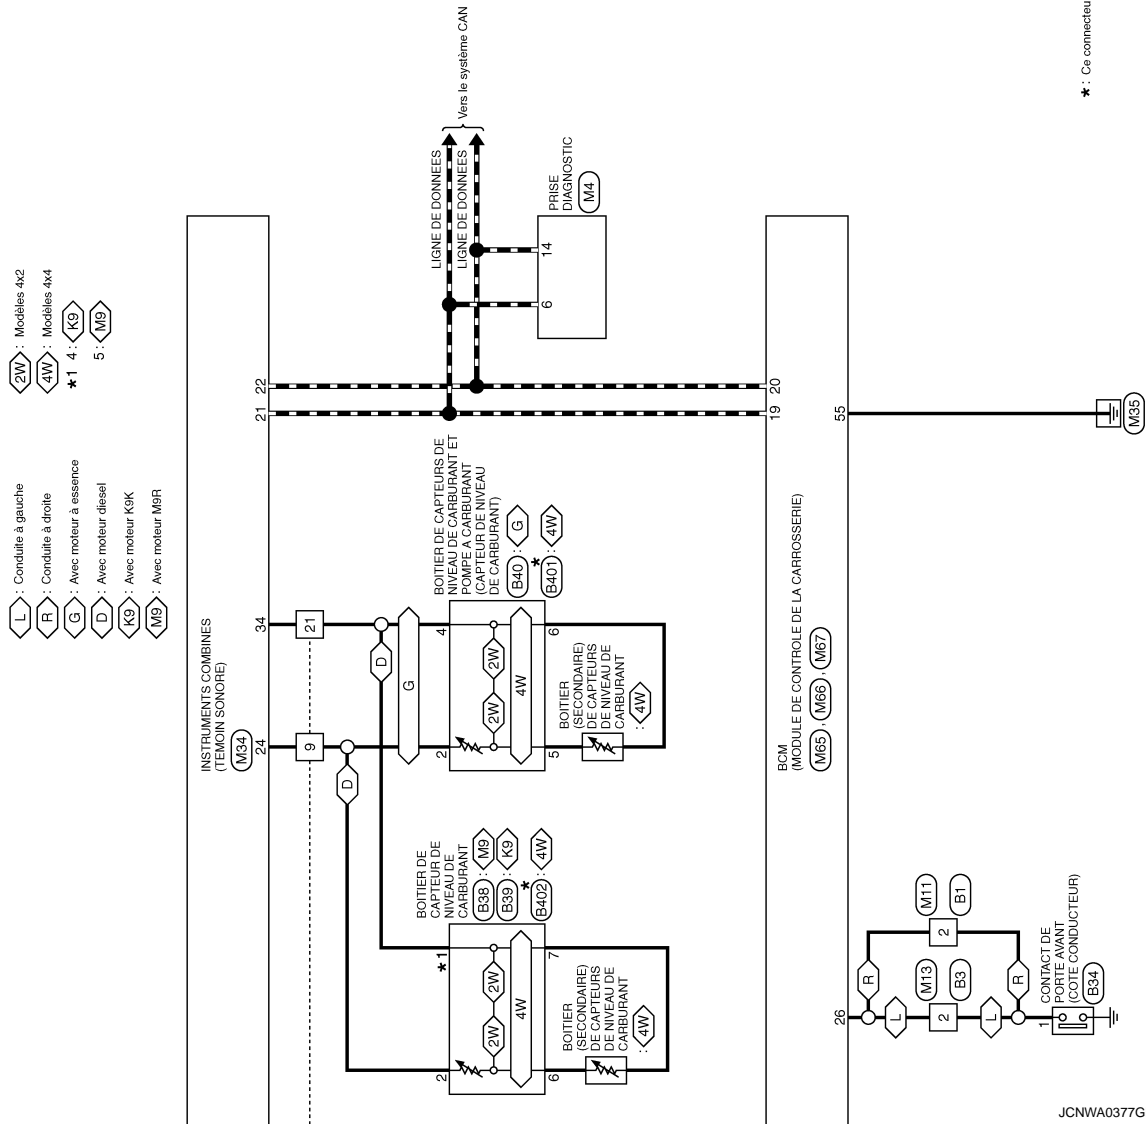 L : Conduite à gauche
R : Conduite à droite
G : Avec moteur à essence
D : Avec moteur diesel
K9 : Avec moteur K9K
M9 : Avec moteur M9R
2W : Modèles 4x2
4W : Modèles 4x4
*1 4 : K9
5 : M9
INSTRUMENTS COMBINES
(TEMOIN SONORE)
M34
24
34
21
22
9
21
D
D
G
BOITIER DE
CAPTEUR DE
NIVEAU DE
CARBURANT
B38 : M9
B39 : K9
*
B402 : 4W
2
*1
2W
2W
4W
6
7
BOITIER
(SECONDAIRE)
DE CAPTEURS
DE NIVEAU DE
CARBURANT
: 4W
BOITIER DE CAPTEURS DE
NIVEAU DE CARBURANT ET
POMPE A CARBURANT
(CAPTEUR DE NIVEAU
DE CARBURANT)
B40 : G
*
B401 : 4W
2
4
2W
2W
4W
5
6
BOITIER
(SECONDAIRE)
DE CAPTEURS
DE NIVEAU DE
CARBURANT
: 4W
LIGNE DE DONNEES
LIGNE DE DONNEES
Vers le système CAN
PRISE
DIAGNOSTIC
M4
6
14
19
20
BCM
(MODULE DE CONTROLE DE LA CARROSSERIE)
M65 , M66 , M67
26
55
R
L
M13
2
B3
M11
2
B1
L
R
1
CONTACT DE
PORTE AVANT
(COTE CONDUCTEUR)
B34
M35
* : Ce connecteu
JCNWA0377G